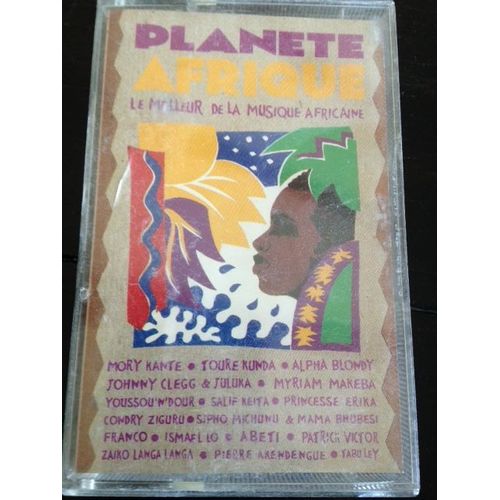 PLANETE
AFRIQUE
LE MEILLEUR DE LA MUSIQUE AFRICAINE
MORY KANTE • TOURE KUNDA • ALPHA BLONDY
JOHNNY CLEGG & JULUKA • MYRIAM MAKEBA
YOUSSOU'N'DOUR • SALIF KEITA • PRINCESSE ERIKA
CONDRY ZIGURU • SIPHO MCHUNU & MAMA BHUBESI
FRANCO • ISMAEL LO • ABETI • PATRICK VICTOR
ZAIKO LANGA LANGA • PIERRE AKENDENGUE • TABU LEY